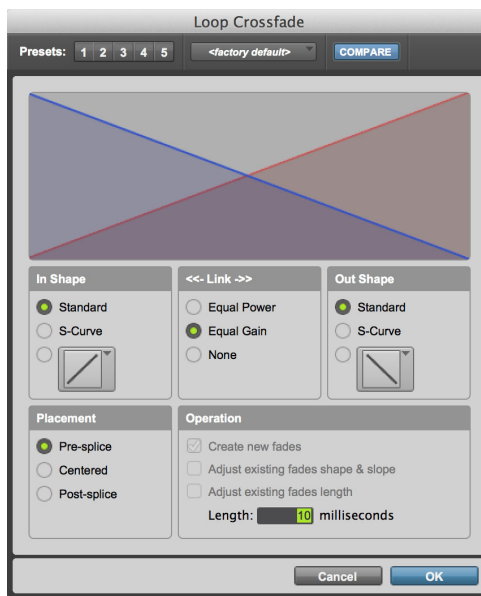 Loop Crossfade
Presets: 1 2 3 4 5 <factory default> COMPARE
In Shape
Standard
S-Curve
<<- Link ->>
Equal Power
Equal Gain
None
Out Shape
Standard
S-Curve
Placement
Pre-splice
Centered
Post-splice
Operation
Create new fades
Adjust existing fades shape & slope
Adjust existing fades length
Length: 10 milliseconds
Cancel OK